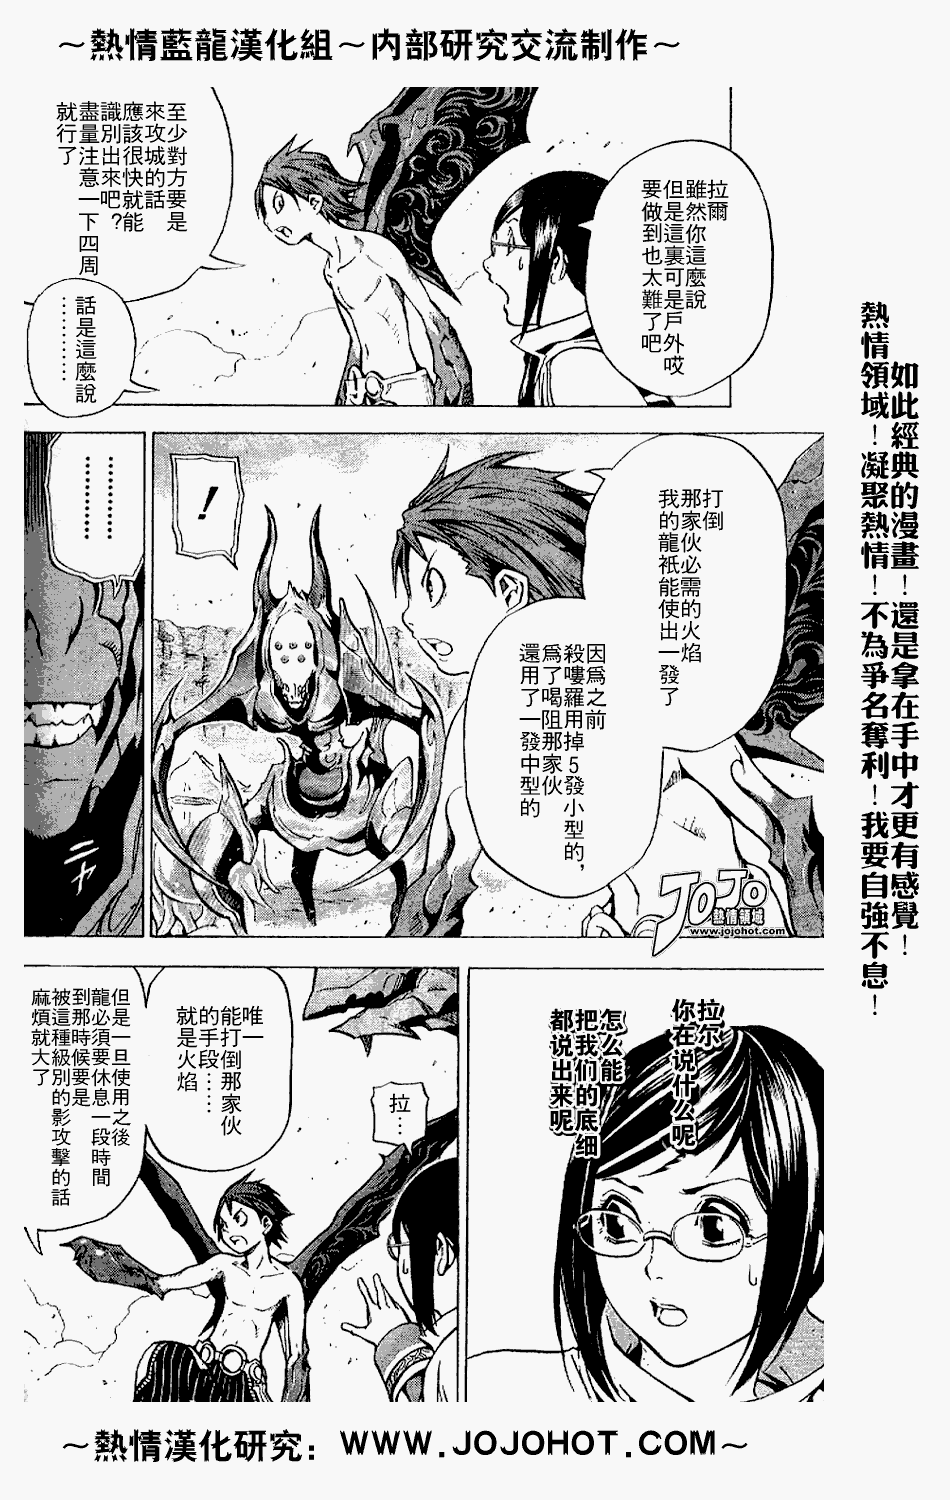 ～熱情藍龍漢化組～内部研究交流制作～
拉爾
雖然你這麼說
但是這裏可是戶外哎
要做到也太難了吧
至少對方要是
來攻城的話
應該很快就能
識別出來吧?
盡量注意一下四周
就行了
話是這麼說
…………
打倒
那家伙必需的火焰
我的龍衹能使出一發了
因爲之前
殺嘍羅用掉5發小型的,
爲了喝阻那家伙
還用了一發中型的
!
…………
ニヤ
JOJO
熱情領域
www.jojohot.com
拉尔
你在说什么呢
怎么能
把我们的底细
都说出来呢
拉…
唯一
能打倒那家伙
的手段……
就是火焰
但是一旦使用之後
龍必須要休息一段時間
到那時候要是
被這種級別的影攻擊的話
麻煩就大了
如此經典的漫畫！還是拿在手中才更有感覺！
熱情領域！凝聚熱情！不為爭名奪利！我要自強不息！
～熱情漢化研究：WWW.JOJOHOT.COM～